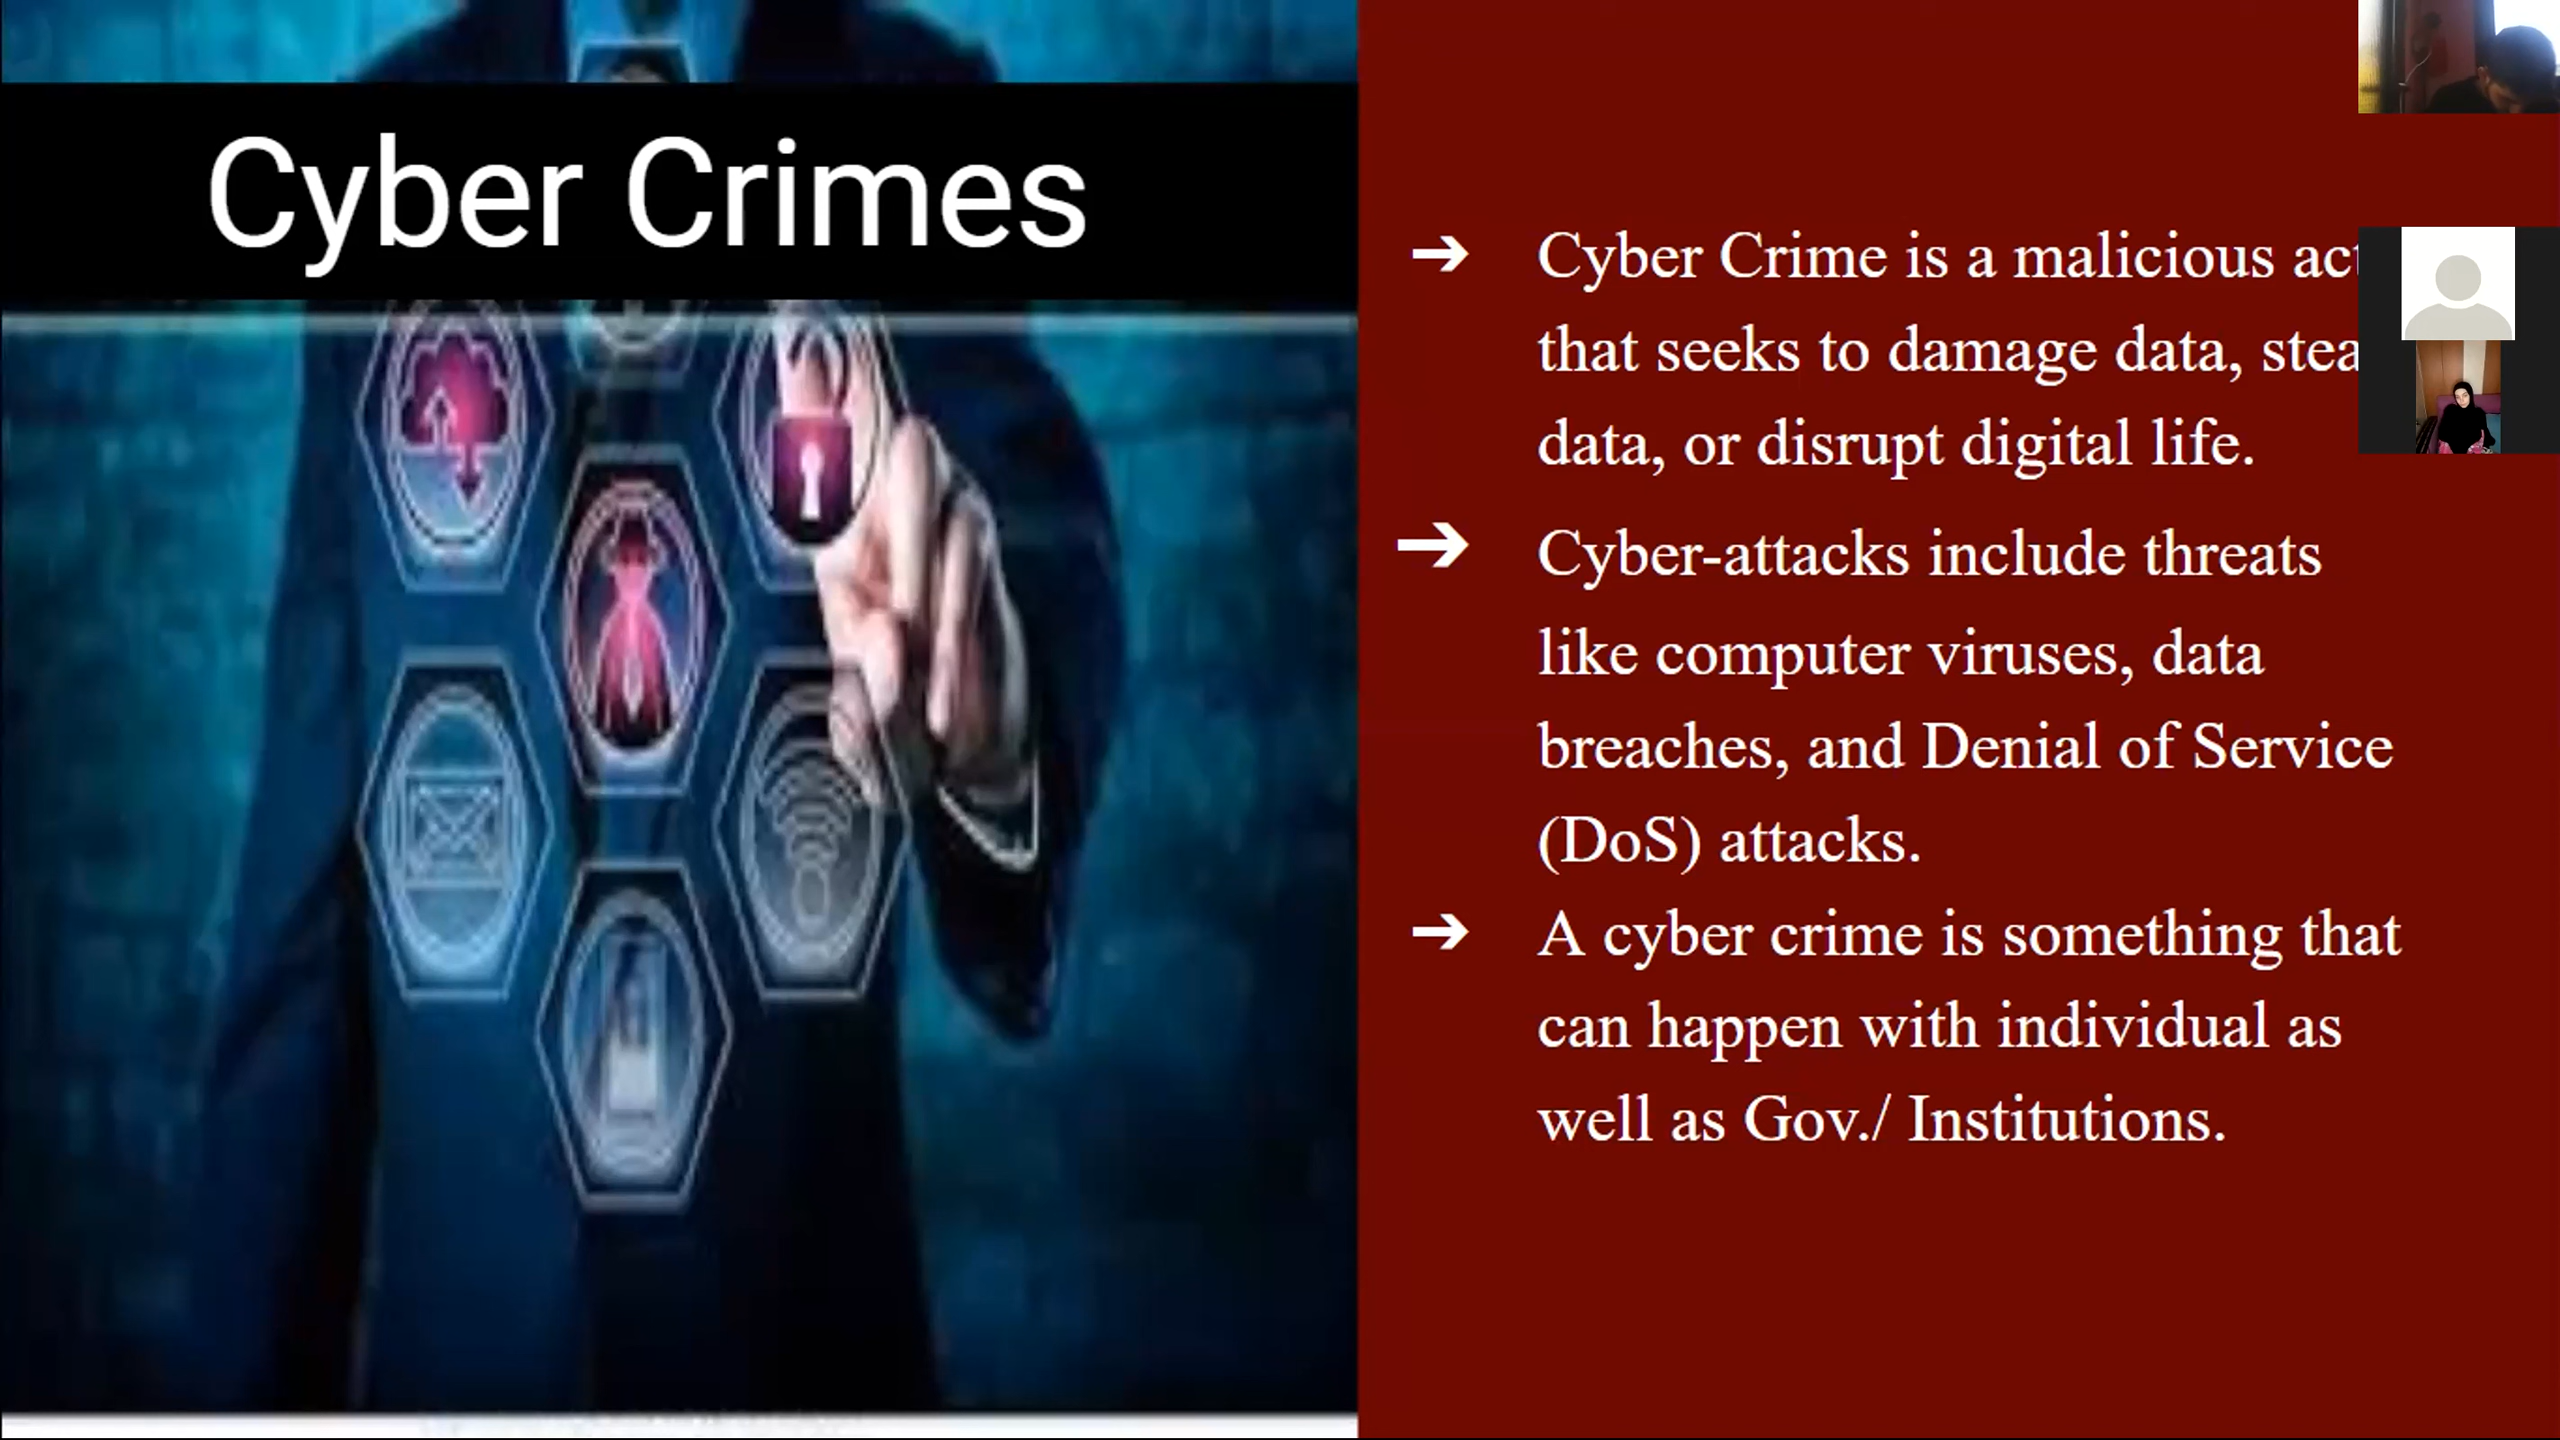 Cyber Crimes
➔ Cyber Crime is a malicious act
that seeks to damage data,
data, or disrupt digital life.
➔ Cyber-attacks include threats
like computer viruses, data
breaches, and Denial of Service
(DoS) attacks.
➔ A cyber crime is something that
can happen with individual as
well as Gov./ Institutions.